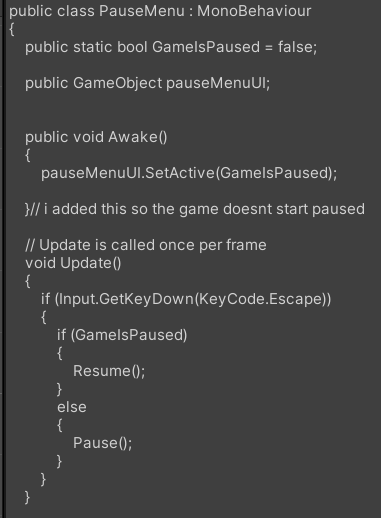 public class PauseMenu : MonoBehaviour
{
public static bool GameIsPaused = false;
public GameObject pauseMenuUI;
public void Awake()
{
pauseMenuUI.SetActive(GameIsPaused);
}// i added this so the game doesnt start paused
// Update is called once per frame
void Update()
{
if (Input.GetKeyDown(KeyCode.Escape))
{
if (GameIsPaused)
{
Resume();
}
else
{
Pause();
}
}
}